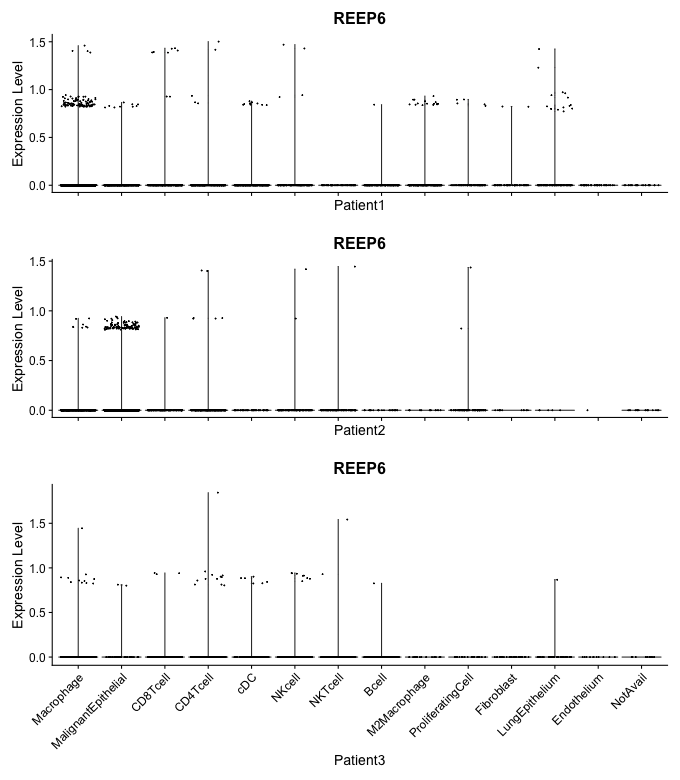 REEP6
Expression Level
1.5
1.0
0.5
0.0
Patient1
REEP6
Expression Level
1.5
1.0
0.5
0.0
Patient2
REEP6
Expression Level
1.5
1.0
0.5
0.0
Macrophage
MalignantEpithelial
CD8Tcell
CD4Tcell
cDC
NKcell
NKTcell
Bcell
M2Macrophage
ProliferatingCell
Fibroblast
LungEpithelium
Endothelium
NotAvail
Patient3